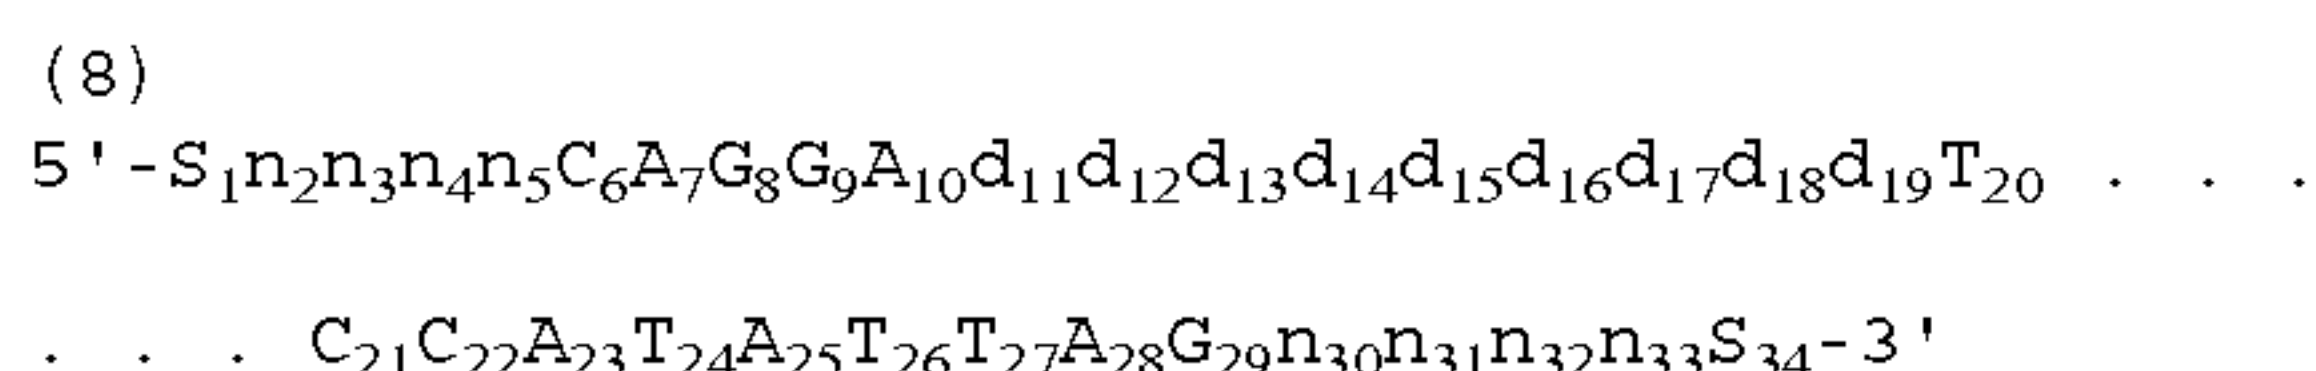 (8)
5'-S₁n₂n₃n₄n₅C₆A₇G₈G₉A₁₀d₁₁d₁₂d₁₃d₁₄d₁₅d₁₆d₁₇d₁₈d₁₉T₂₀ . . .
. . . C₂₁C₂₂A₂₃T₂₄A₂₅T₂₆T₂₇A₂₈G₂₉n₃₀n₃₁n₃₂n₃₃S₃₄-3'